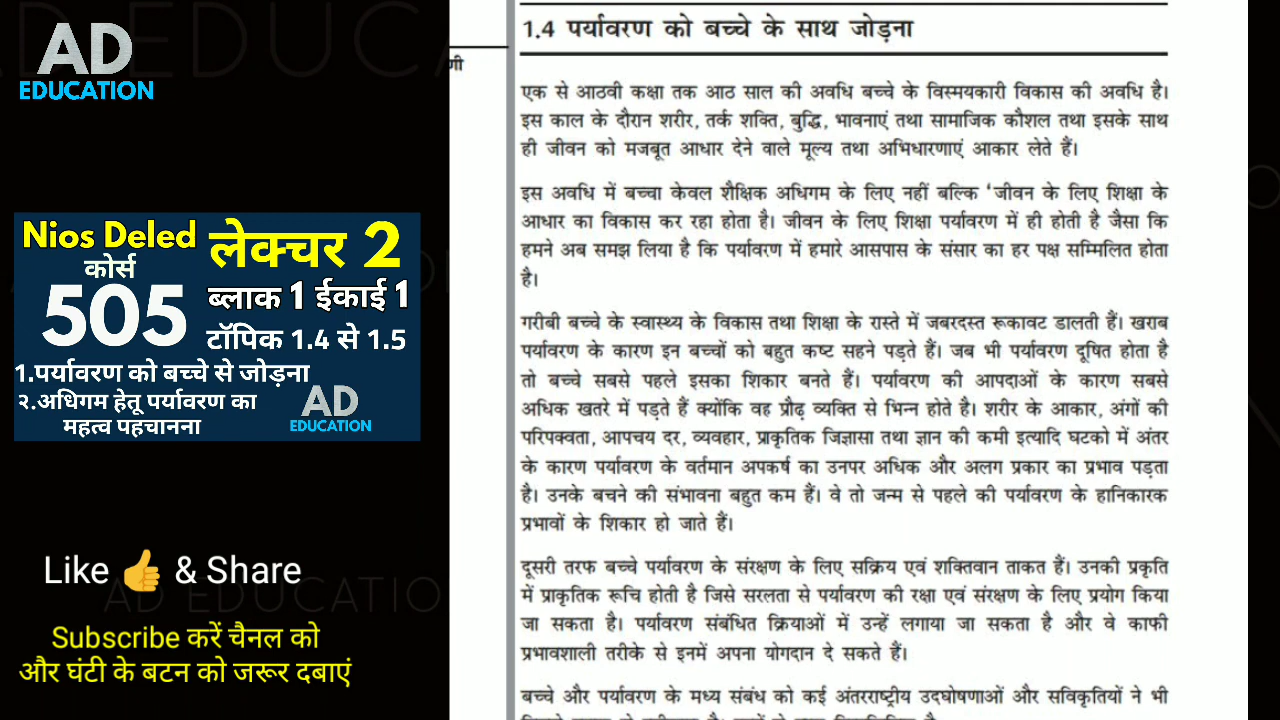 AD
EDUCATION
Nios Deled
कोर्स
505
लेक्चर 2
ब्लाक 1 ईकाई 1
टॉपिक 1.4 से 1.5
1.पर्यावरण को बच्चे से जोड़ना
२.अधिगम हेतू पर्यावरण का
महत्व पहचानना
AD
EDUCATION
Like 👍 & Share
AD EDUCATIO
Subscribe करें चैनल को
और घंटी के बटन को जरूर दबाएं
णी
1.4 पर्यावरण को बच्चे के साथ जोड़ना
एक से आठवी कक्षा तक आठ साल की अवधि बच्चे के विस्मयकारी विकास की अवधि है।
इस काल के दौरान शरीर, तर्क शक्ति, बुद्धि, भावनाएं तथा सामाजिक कौशल तथा इसके साथ
ही जीवन को मजबूत आधार देने वाले मूल्य तथा अभिधारणाएं आकार लेते हैं।
इस अवधि में बच्चा केवल शैक्षिक अधिगम के लिए नहीं बल्कि ‘जीवन के लिए शिक्षा के
आधार का विकास कर रहा होता है। जीवन के लिए शिक्षा पर्यावरण में ही होती है जैसा कि
हमने अब समझ लिया है कि पर्यावरण में हमारे आसपास के संसार का हर पक्ष सम्मिलित होता
है।
गरीबी बच्चे के स्वास्थ्य के विकास तथा शिक्षा के रास्ते में जबरदस्त रूकावट डालती हैं। खराब
पर्यावरण के कारण इन बच्चों को बहुत कष्ट सहने पड़ते हैं। जब भी पर्यावरण दूषित होता है
तो बच्चे सबसे पहले इसका शिकार बनते हैं। पर्यावरण की आपदाओं के कारण सबसे
अधिक खतरे में पड़ते हैं क्योंकि वह प्रौढ़ व्यक्ति से भिन्न होते है। शरीर के आकार, अंगों की
परिपक्वता, आपचय दर, व्यवहार, प्राकृतिक जिज्ञासा तथा ज्ञान की कमी इत्यादि घटको में अंतर
के कारण पर्यावरण के वर्तमान अपकर्ष का उनपर अधिक और अलग प्रकार का प्रभाव पड़ता
है। उनके बचने की संभावना बहुत कम हैं। वे तो जन्म से पहले की पर्यावरण के हानिकारक
प्रभावों के शिकार हो जाते हैं।
दूसरी तरफ बच्चे पर्यावरण के संरक्षण के लिए सक्रिय एवं शक्तिवान ताकत हैं। उनकी प्रकृति
में प्राकृतिक रूचि होती है जिसे सरलता से पर्यावरण की रक्षा एवं संरक्षण के लिए प्रयोग किया
जा सकता है। पर्यावरण संबंधित क्रियाओं में उन्हें लगाया जा सकता है और वे काफी
प्रभावशाली तरीके से इनमें अपना योगदान दे सकते हैं।
बच्चे और पर्यावरण के मध्य संबंध को कई अंतरराष्ट्रीय उदघोषणाओं और सविकृतियों ने भी